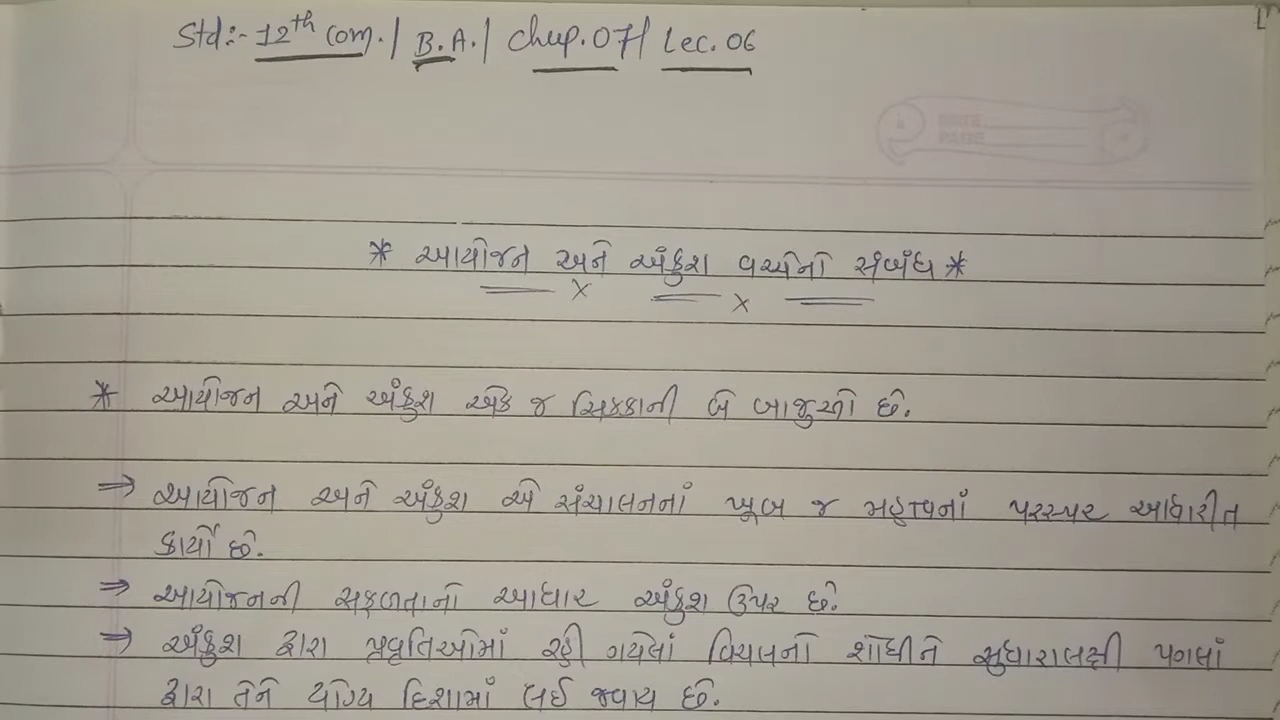 Std:- 12th com. / B.A. / Chap. 07 / Lec. 06
* આયોજન અને અંકુશ વચ્ચેનો સંબંધ *
* આયોજન અને અંકુશ એક જ સિક્કાની બે બાજુઓ છે.
⇒ આયોજન અને અંકુશ એ સંચાલનનાં ખૂબ જ મહત્વનાં પરસ્પર આધારીત
કાર્યો છે.
⇒ આયોજનની સફળતાનો આધાર અંકુશ ઉપર છે.
⇒ અંકુશ દ્વારા પ્રવૃતિઓમાં રહી ગયેલાં વિચલનો શોધીને સુધારાલક્ષી પગલાં
દ્વારા તેને યોગ્ય દિશામાં લઈ જવાય છે.